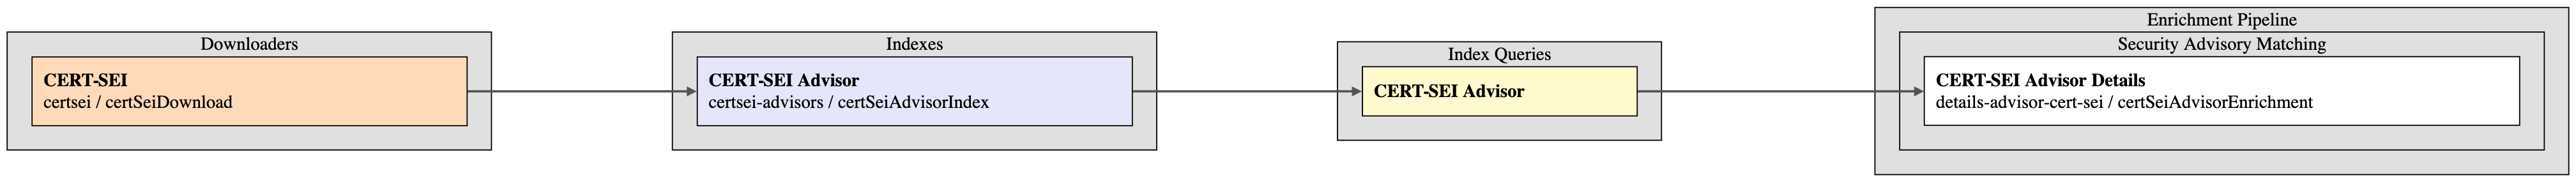 Downloaders
CERT-SEI
certsei / certSeiDownload
Indexes
CERT-SEI Advisor
certsei-advisors / certSeiAdvisorIndex
Index Queries
CERT-SEI Advisor
Enrichment Pipeline
Security Advisory Matching
CERT-SEI Advisor Details
details-advisor-cert-sei / certSeiAdvisorEnrichment